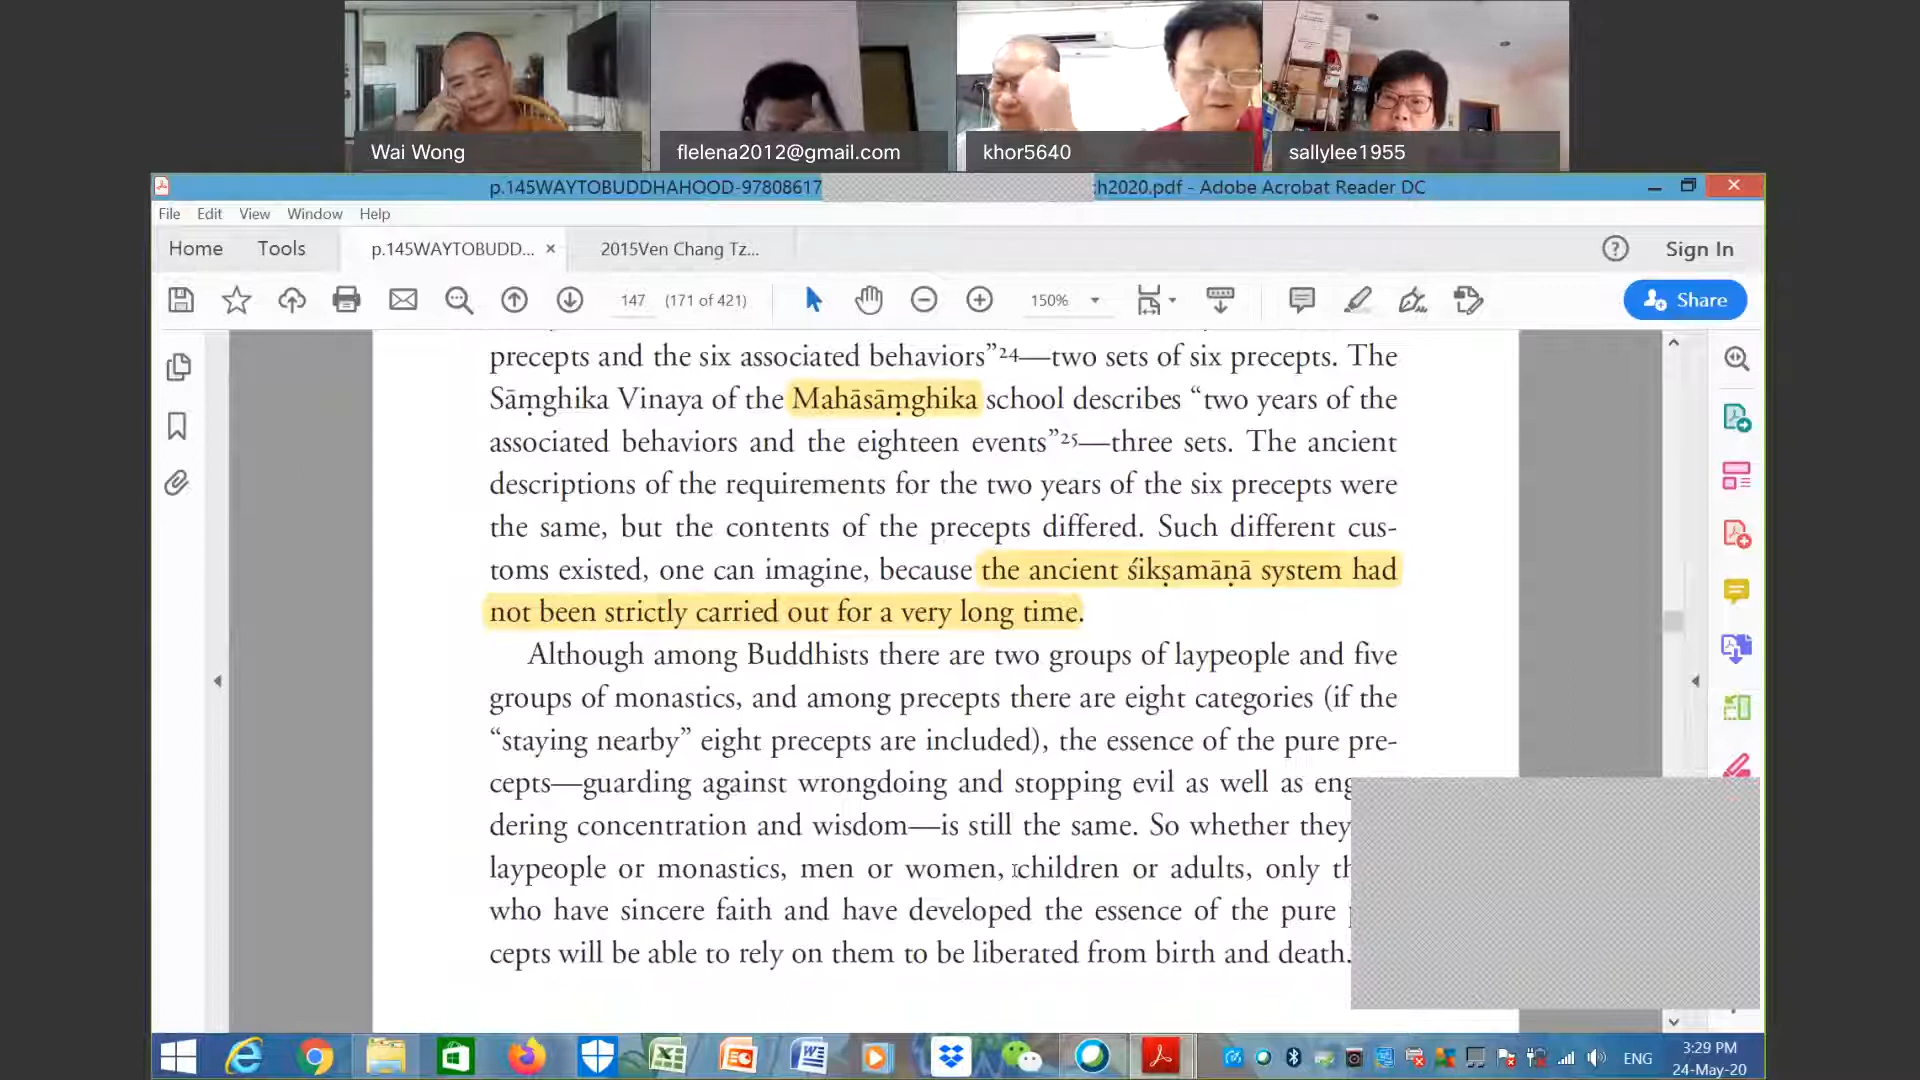 Wai Wong
flelena2012@gmail.com
khor5640
sallylee1955
p.145WAYTOBUDDHAHOOD-97808617
h2020.pdf - Adobe Acrobat Reader DC
File Edit View Window Help
Home Tools p.145WAYTOBUDD... × 2015Ven Chang Tz... Sign In
147 (171 of 421) 150% Share
precepts and the six associated behaviors”24—two sets of six precepts. The
Sāṃghika Vinaya of the Mahāsāṃghika school describes “two years of the
associated behaviors and the eighteen events”25—three sets. The ancient
descriptions of the requirements for the two years of the six precepts were
the same, but the contents of the precepts differed. Such different cus-
toms existed, one can imagine, because the ancient śikṣamāṇā system had
not been strictly carried out for a very long time.
Although among Buddhists there are two groups of laypeople and five
groups of monastics, and among precepts there are eight categories (if the
“staying nearby” eight precepts are included), the essence of the pure pre-
cepts—guarding against wrongdoing and stopping evil as well as eng
dering concentration and wisdom—is still the same. So whether they
laypeople or monastics, men or women, children or adults, only th
who have sincere faith and have developed the essence of the pure
cepts will be able to rely on them to be liberated from birth and death.
ENG
3:29 PM
24-May-20